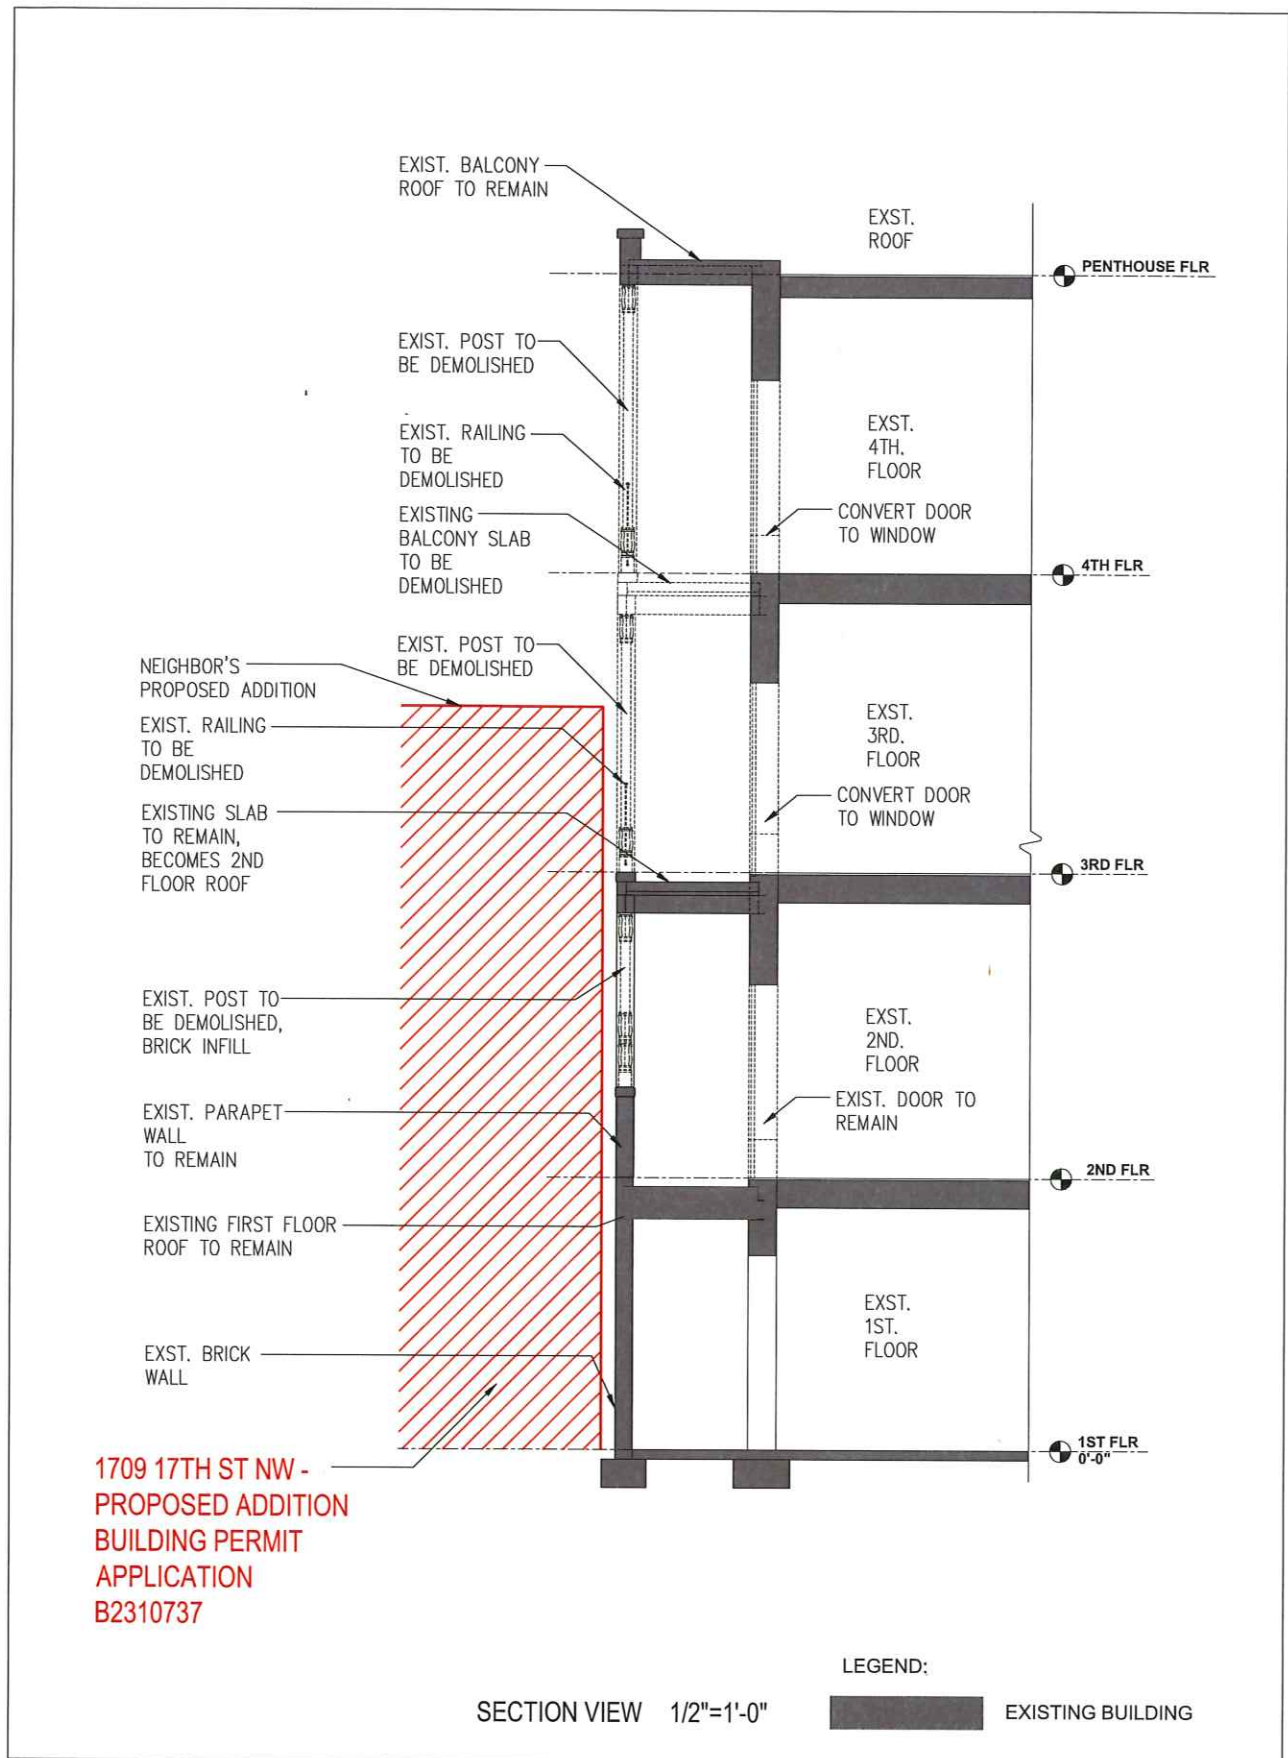 EXIST. BALCONY
ROOF TO REMAIN
EXST.
ROOF
PENTHOUSE FLR
EXIST. POST TO
BE DEMOLISHED
EXIST. RAILING
TO BE
DEMOLISHED
EXST.
4TH.
FLOOR
EXISTING
BALCONY SLAB
TO BE
DEMOLISHED
CONVERT DOOR
TO WINDOW
4TH FLR
EXIST. POST TO
BE DEMOLISHED
NEIGHBOR'S
PROPOSED ADDITION
EXIST. RAILING
TO BE
DEMOLISHED
EXST.
3RD.
FLOOR
EXISTING SLAB
TO REMAIN,
BECOMES 2ND
FLOOR ROOF
CONVERT DOOR
TO WINDOW
3RD FLR
EXIST. POST TO
BE DEMOLISHED,
BRICK INFILL
EXST.
2ND.
FLOOR
EXIST. PARAPET
WALL
TO REMAIN
EXIST. DOOR TO
REMAIN
2ND FLR
EXISTING FIRST FLOOR
ROOF TO REMAIN
EXST.
1ST.
FLOOR
EXST. BRICK
WALL
1ST FLR
0'-0"
1709 17TH ST NW -
PROPOSED ADDITION
BUILDING PERMIT
APPLICATION
B2310737
LEGEND:
SECTION VIEW 1/2"=1'-0"
EXISTING BUILDING